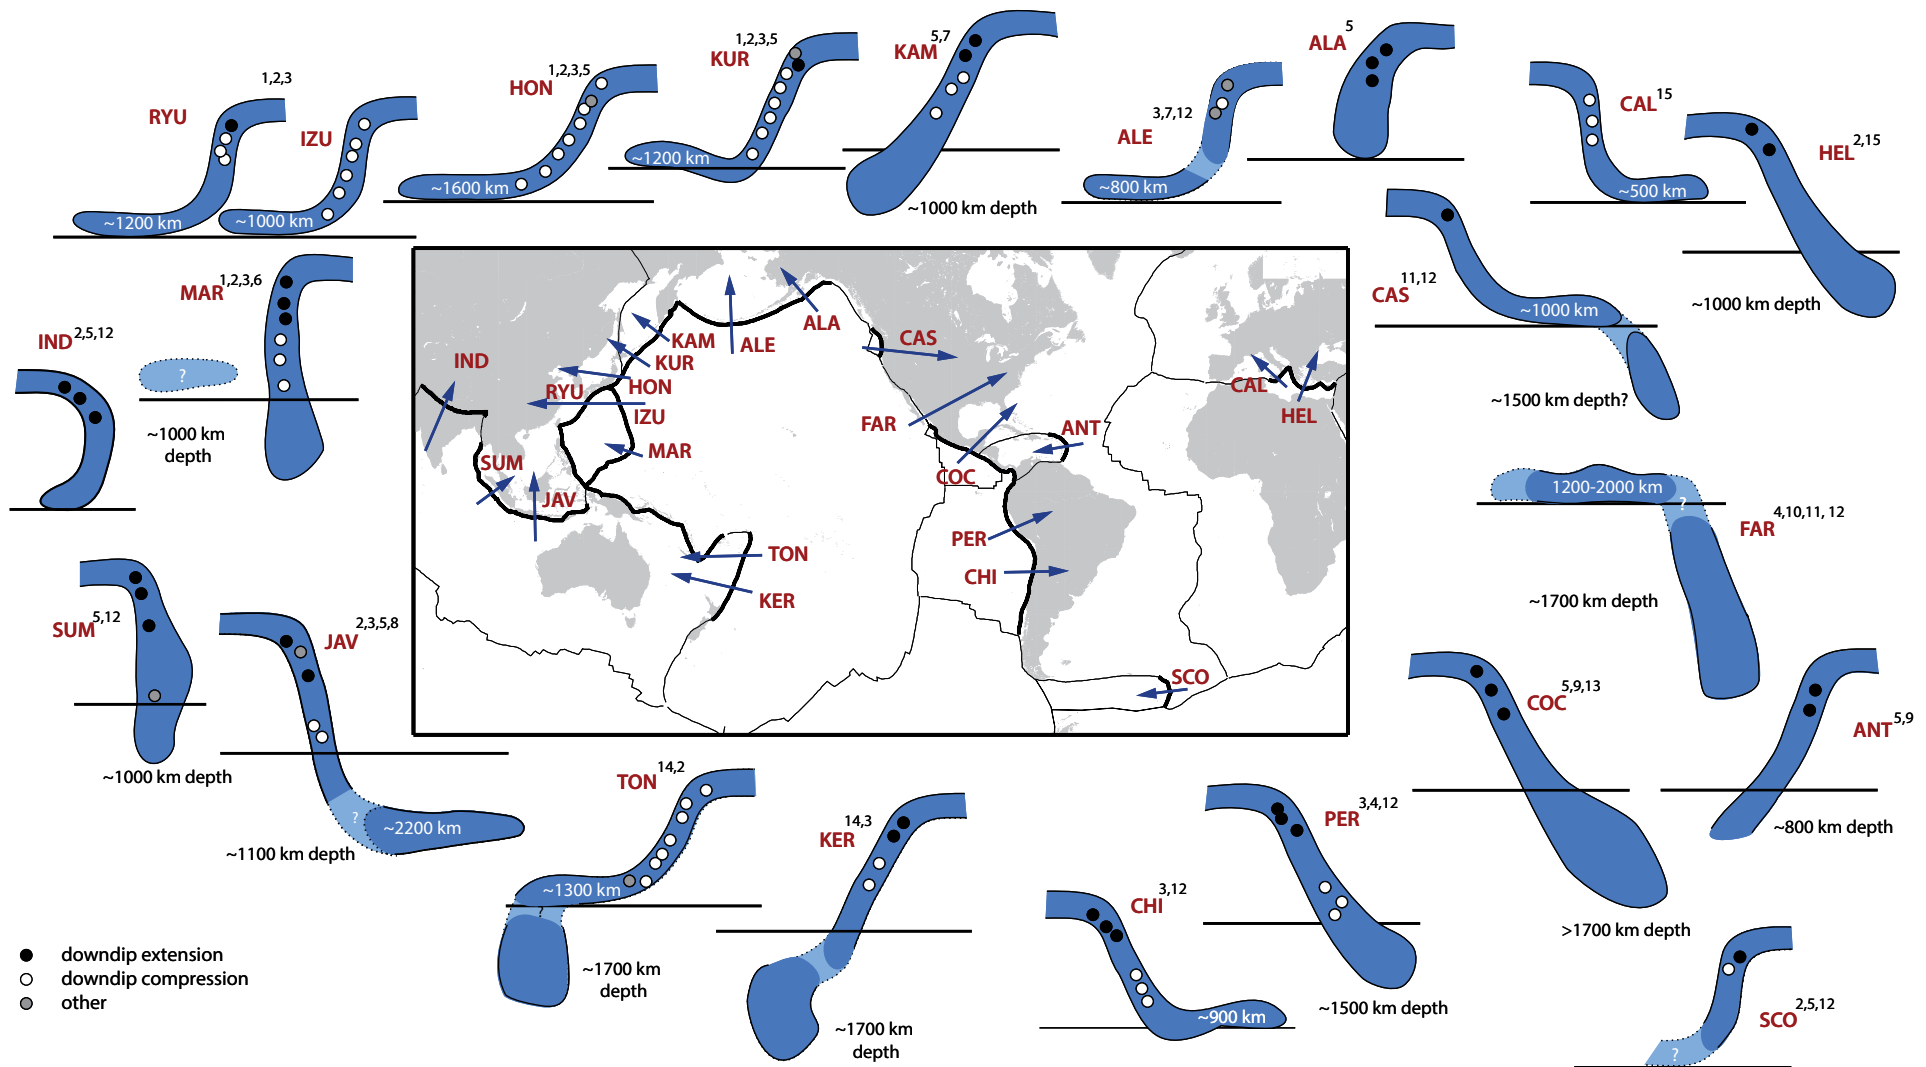 RYU 1,2,3
~1200 km
IZU
~1000 km
HON 1,2,3,5
~1600 km
KUR 1,2,3,5
~1200 km
KAM 5,7
~1000 km depth
ALE 3,7,12
~800 km
ALA 5
CAL 15
~500 km
HEL 2,15
~1000 km depth
CAS 11,12
~1000 km
~1500 km depth?
MAR 1,2,3,6
?
~1000 km
depth
IND 2,5,12
IND
SUM
JAV
RYU
HON
IZU
MAR
KAM
KUR
ALE
ALA
CAS
FAR
COC
ANT
PER
CHI
TON
KER
SCO
CAL
HEL
1200-2000 km
?
FAR 4,10,11, 12
~1700 km depth
SUM 5,12
~1000 km depth
JAV 2,3,5,8
?
~2200 km
~1100 km depth
TON 14,2
~1300 km
?
~1700 km
depth
KER 14,3
~1700 km
depth
CHI 3,12
~900 km
PER 3,4,12
~1500 km depth
COC 5,9,13
>1700 km depth
ANT 5,9
~800 km depth
SCO 2,5,12
?
downdip extension
downdip compression
other